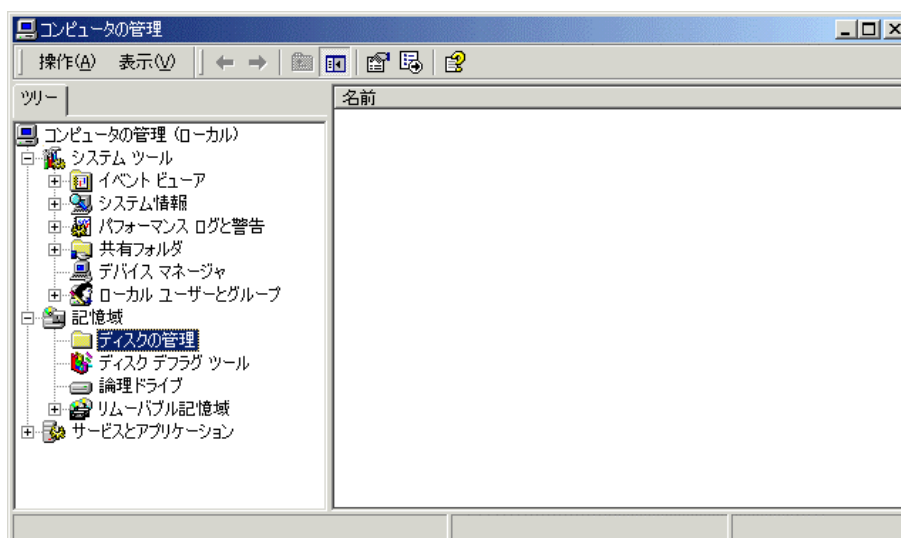 コンピュータの管理
操作(A) 表示(V)
ツリー
名前
コンピュータの管理 (ローカル)
システム ツール
イベント ビューア
システム情報
パフォーマンス ログと警告
共有フォルダ
デバイス マネージャ
ローカル ユーザーとグループ
記憶域
ディスクの管理
ディスク デフラグ ツール
論理ドライブ
リムーバブル記憶域
サービスとアプリケーション